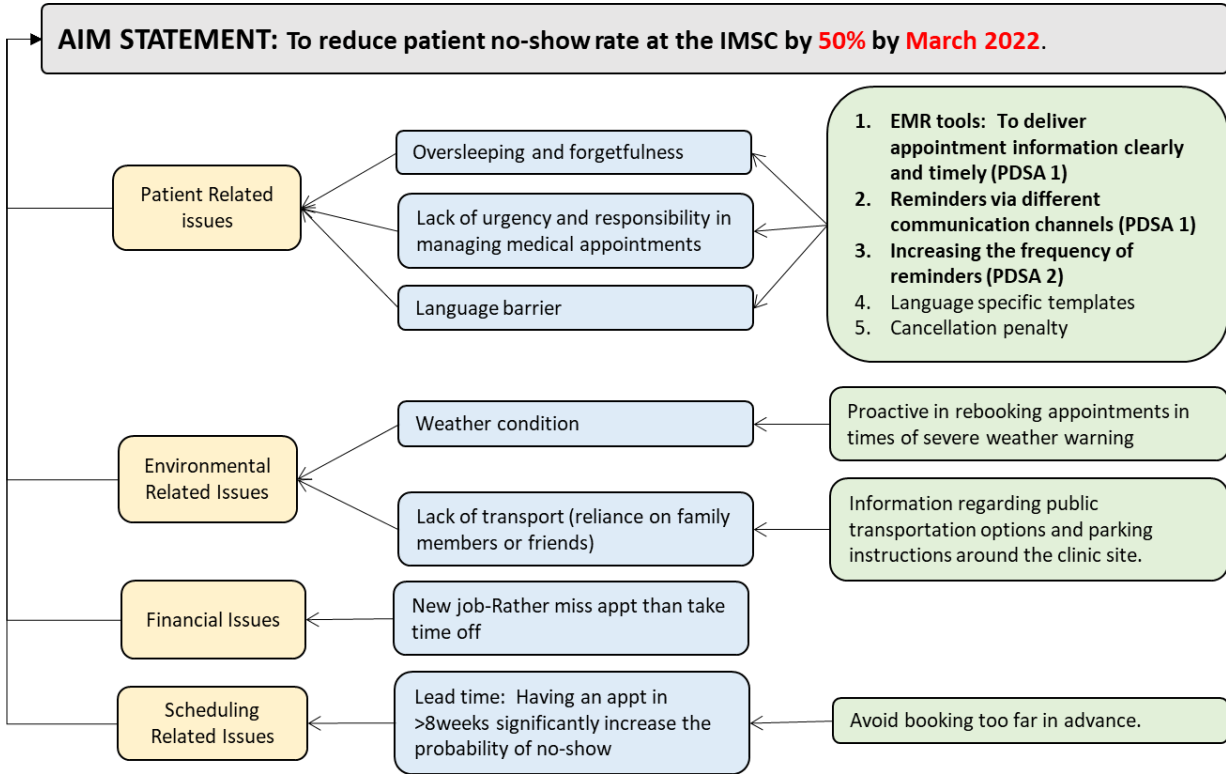 AIM STATEMENT: To reduce patient no-show rate at the IMSC by 50% by March 2022.
Patient Related
issues
Oversleeping and forgetfulness
Lack of urgency and responsibility in
managing medical appointments
Language barrier
1. EMR tools: To deliver
appointment information clearly
and timely (PDSA 1)
2. Reminders via different
communication channels (PDSA 1)
3. Increasing the frequency of
reminders (PDSA 2)
4. Language specific templates
5. Cancellation penalty
Environmental
Related Issues
Weather condition
Proactive in rebooking appointments in
times of severe weather warning
Lack of transport (reliance on family
members or friends)
Information regarding public
transportation options and parking
instructions around the clinic site.
Financial Issues
New job-Rather miss appt than take
time off
Scheduling
Related Issues
Lead time: Having an appt in
>8weeks significantly increase the
probability of no-show
Avoid booking too far in advance.